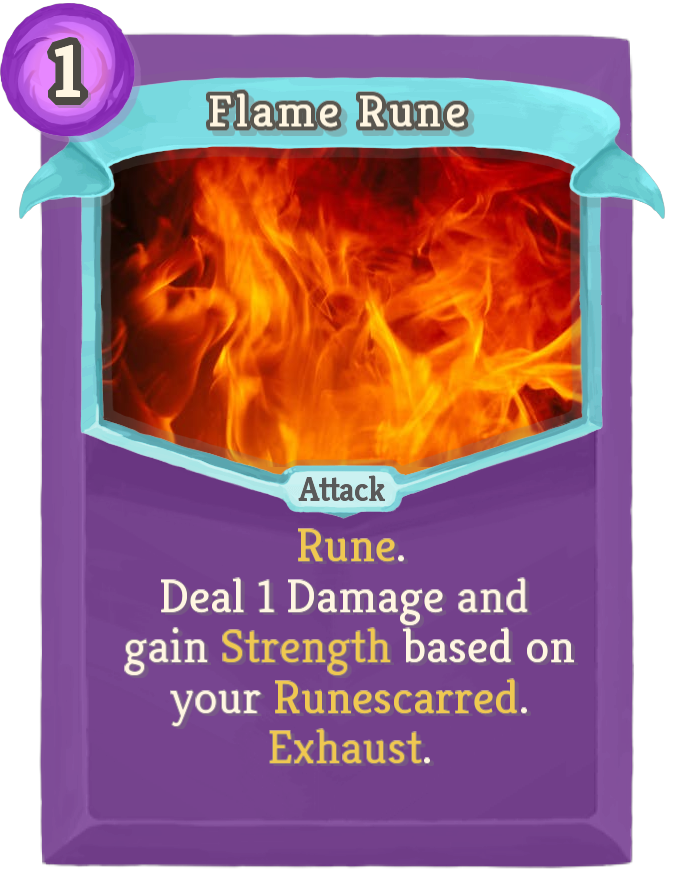 1
Flame Rune
Attack
Rune.
Deal 1 Damage and
gain Strength based on
your Runescarred.
Exhaust.